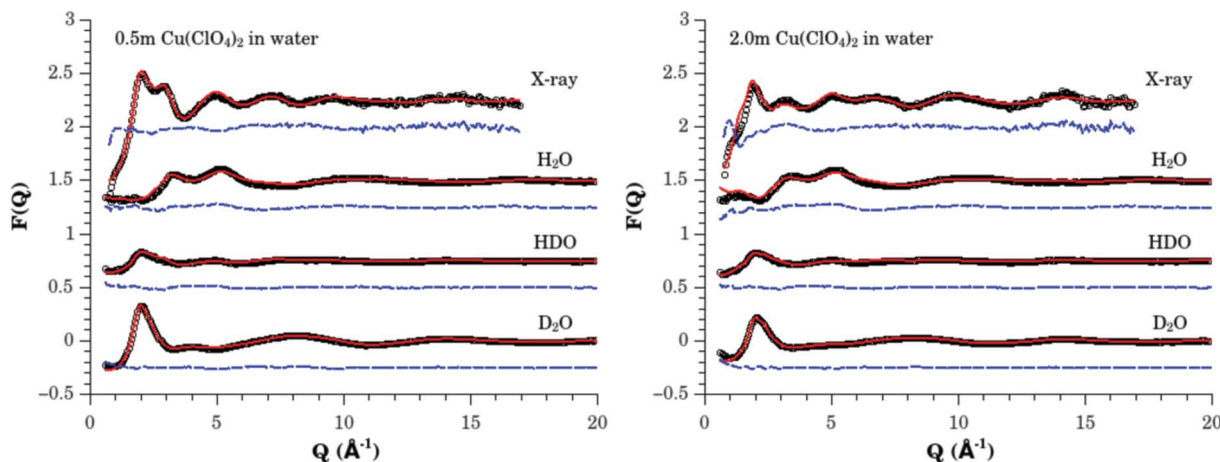 3
2.5
2
1.5
1
0.5
0
−0.5
F(Q)
0.5m Cu(ClO₄)₂ in water
X-ray
H₂O
HDO
D₂O
0 5 10 15 20
Q (Å⁻¹)
3
2.5
2
1.5
1
0.5
0
−0.5
F(Q)
2.0m Cu(ClO₄)₂ in water
X-ray
H₂O
HDO
D₂O
0 5 10 15 20
Q (Å⁻¹)